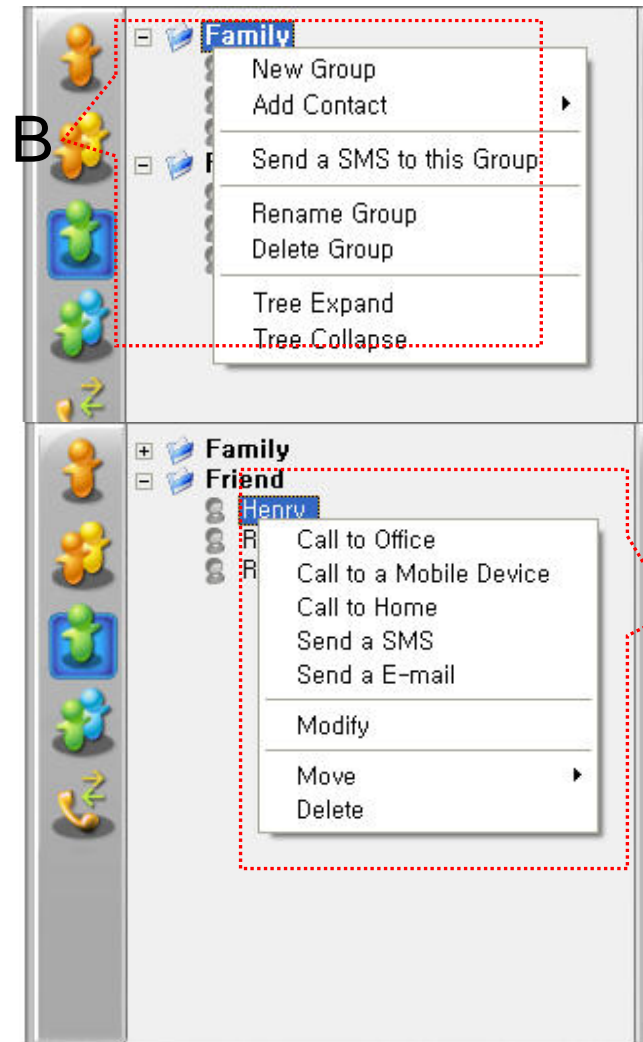 Family
New Group
Add Contact
B
Send a SMS to this Group
F
Rename Group
Delete Group
Tree Expand
Tree Collapse
Family
Friend
Henry
R
R
Call to Office
Call to a Mobile Device
Call to Home
Send a SMS
Send a E-mail
Modify
Move
Delete